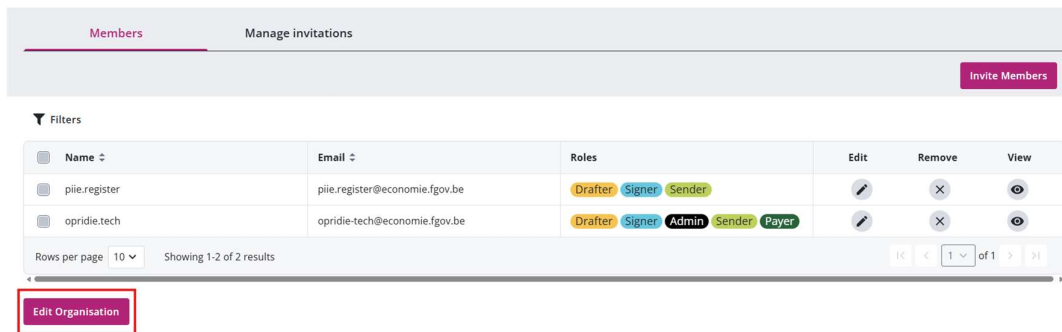 Members Manage invitations
Invite Members
Filters
Name Email Roles Edit Remove View
piie.register piie.register@economie.fgov.be Drafter Signer Sender
opridie.tech opridie-tech@economie.fgov.be Drafter Signer Admin Sender Payer
Rows per page 10 Showing 1-2 of 2 results 1 of 1
Edit Organisation